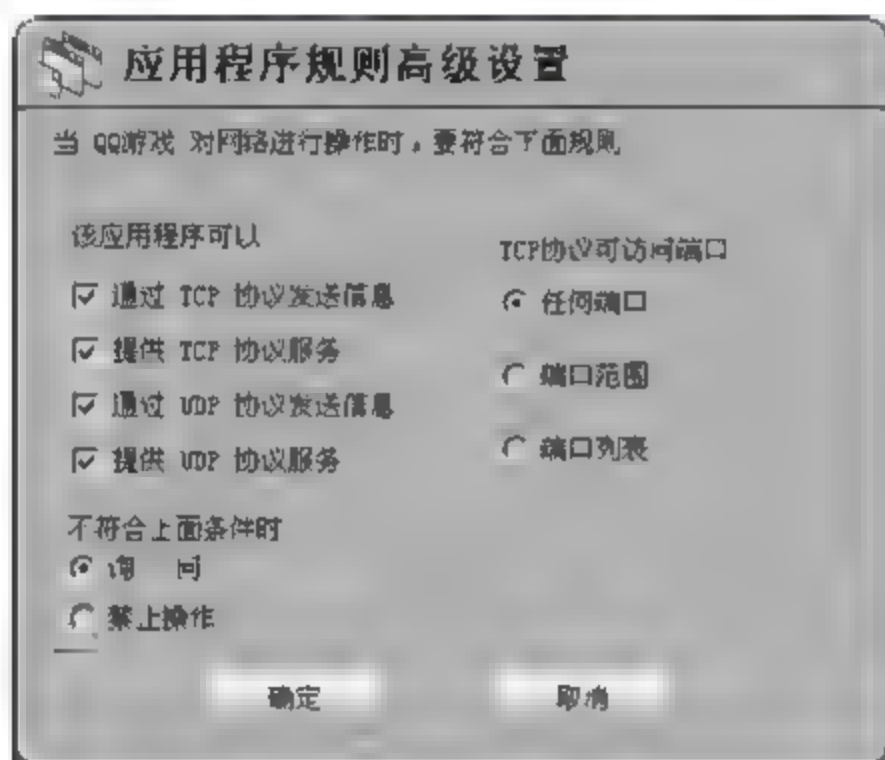 应用程序规则高级设置
当 QQ游戏 对网络进行操作时，要符合下面规则
该应用程序可以
通过 TCP 协议发送信息
提供 TCP 协议服务
通过 UDP 协议发送信息
提供 UDP 协议服务
不符合上面条件时
询 问
禁止操作
TCP协议可访问端口
任何端口
端口范围
端口列表
确定
取消